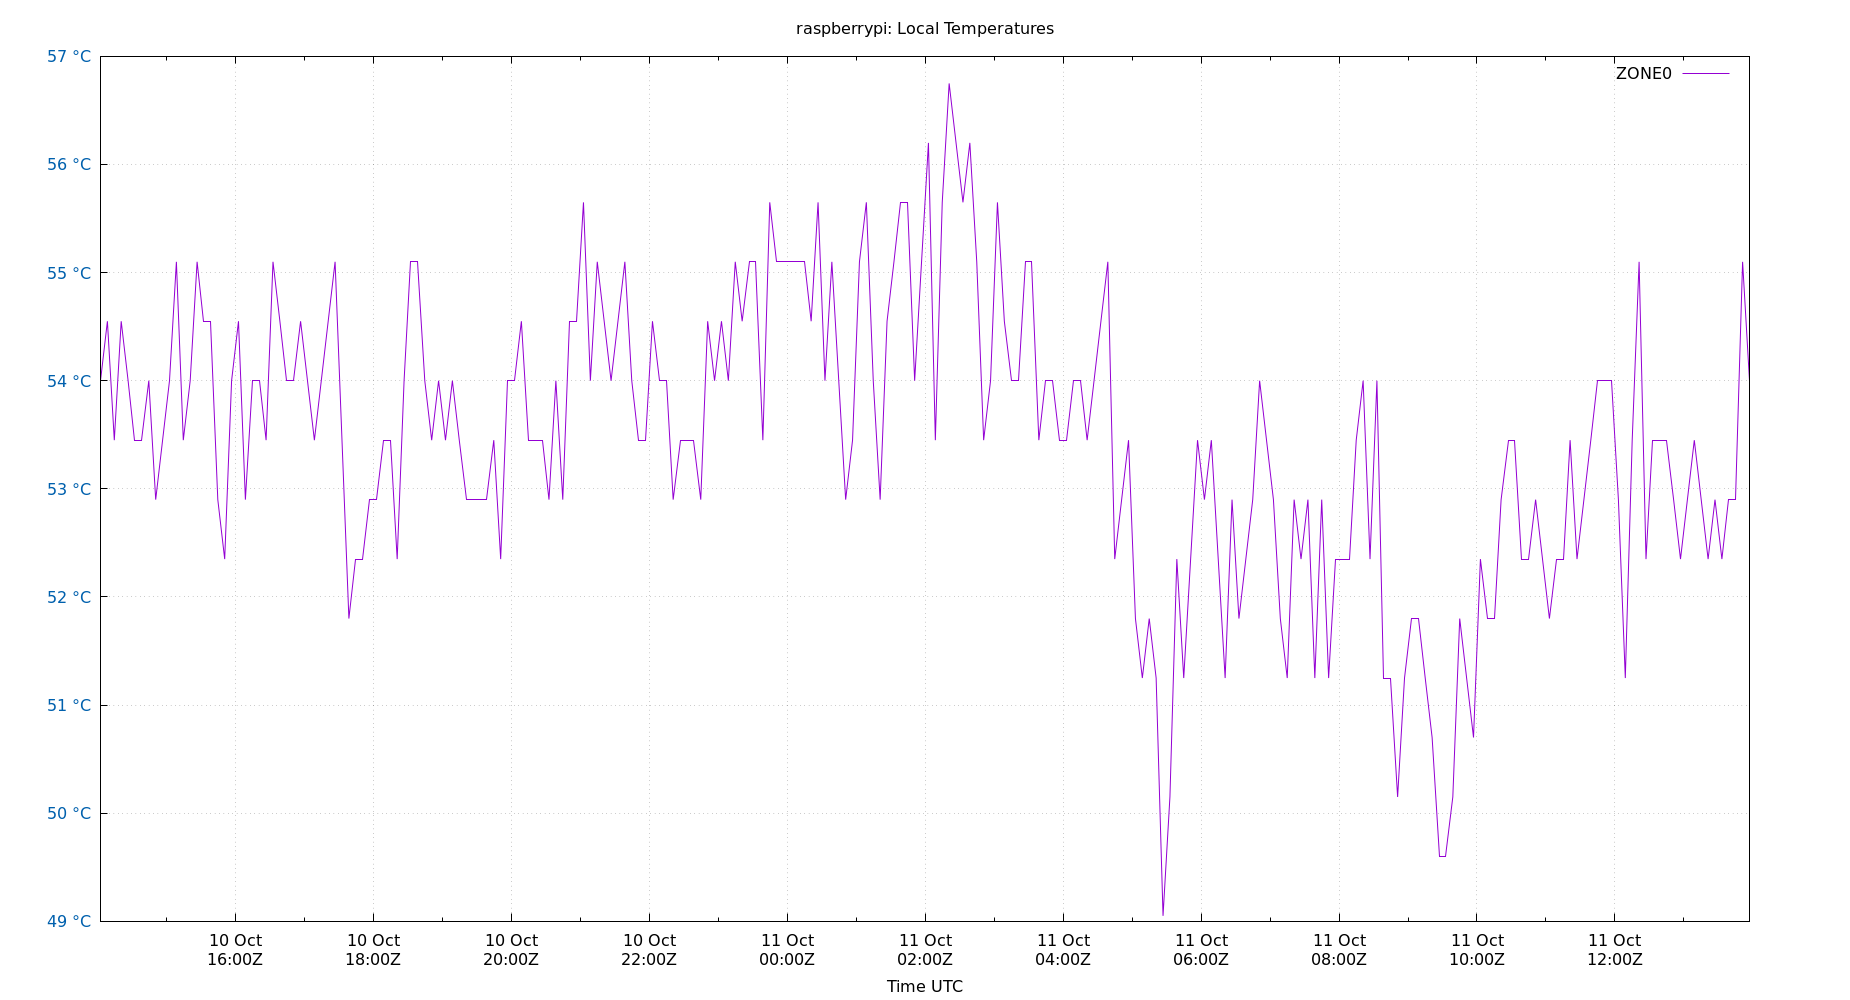 raspberrypi: Local Temperatures
ZONE0
57 °C
56 °C
55 °C
54 °C
53 °C
52 °C
51 °C
50 °C
49 °C
10 Oct 10 Oct 10 Oct 10 Oct 11 Oct 11 Oct 11 Oct 11 Oct 11 Oct 11 Oct 11 Oct
16:00Z 18:00Z 20:00Z 22:00Z 00:00Z 02:00Z 04:00Z 06:00Z 08:00Z 10:00Z 12:00Z
Time UTC